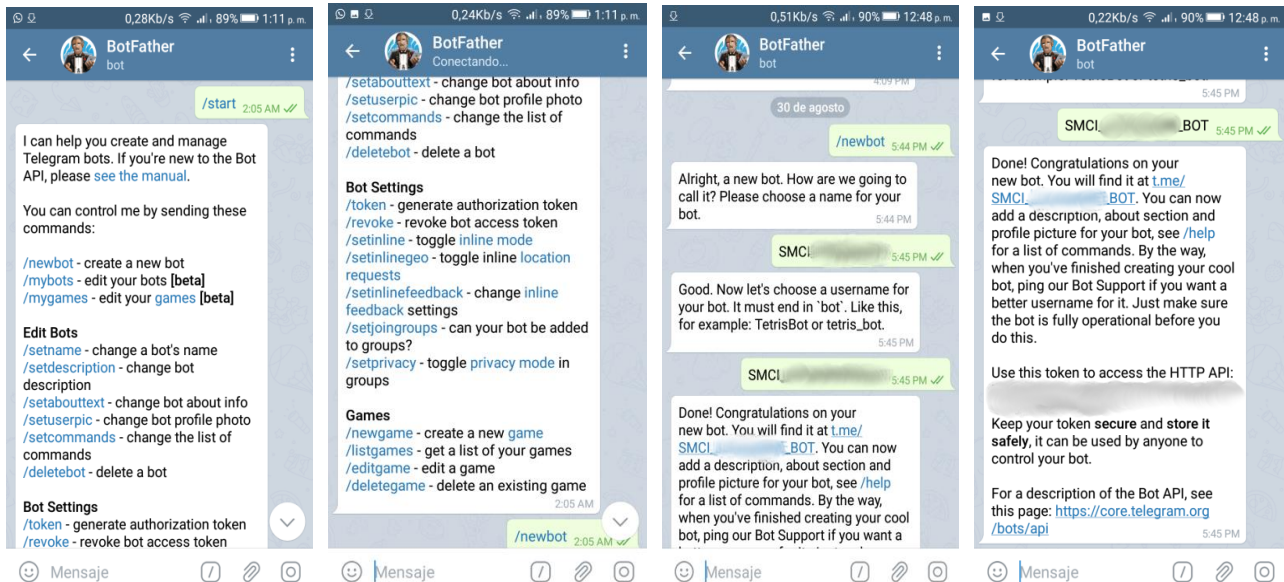 0,28Kb/s 89% 1:11 p. m.
BotFather
bot
/start 2:05 AM
I can help you create and manage
Telegram bots. If you're new to the Bot
API, please see the manual.
You can control me by sending these
commands:
/newbot - create a new bot
/mybots - edit your bots [beta]
/mygames - edit your games [beta]
Edit Bots
/setname - change a bot's name
/setdescription - change bot
description
/setabouttext - change bot about info
/setuserpic - change bot profile photo
/setcommands - change the list of
commands
/deletebot - delete a bot
Bot Settings
/token - generate authorization token
/revoke - revoke bot access token
Mensaje
0,24Kb/s 89% 1:11 p. m.
BotFather
Conectando...
/setabouttext - change bot about info
/setuserpic - change bot profile photo
/setcommands - change the list of
commands
/deletebot - delete a bot
Bot Settings
/token - generate authorization token
/revoke - revoke bot access token
/setinline - toggle inline mode
/setinlinegeo - toggle inline location
requests
/setinlinefeedback - change inline
feedback settings
/setjoingroups - can your bot be added
to groups?
/setprivacy - toggle privacy mode in
groups
Games
/newgame - create a new game
/listgames - get a list of your games
/editgame - edit a game
/deletegame - delete an existing game
2:05 AM
/newbot 2:05 AM
Mensaje
0,51Kb/s 90% 12:48 p. m.
BotFather
bot
4:09 PM
30 de agosto
/newbot 5:44 PM
Alright, a new bot. How are we going to
call it? Please choose a name for your
bot.
5:44 PM
SMCI 5:45 PM
Good. Now let's choose a username for
your bot. It must end in `bot`. Like this,
for example: TetrisBot or tetris_bot.
5:45 PM
SMCI_ 5:45 PM
Done! Congratulations on your
new bot. You will find it at t.me/
SMCI_ _BOT. You can now
add a description, about section and
profile picture for your bot, see /help
for a list of commands. By the way,
when you've finished creating your cool
bot, ping our Bot Support if you want a
Mensaje
0,22Kb/s 90% 12:48 p. m.
BotFather
bot
5:45 PM
SMCI_ _BOT 5:45 PM
Done! Congratulations on your
new bot. You will find it at t.me/
SMCI_ _BOT. You can now
add a description, about section and
profile picture for your bot, see /help
for a list of commands. By the way,
when you've finished creating your cool
bot, ping our Bot Support if you want a
better username for it. Just make sure
the bot is fully operational before you
do this.
Use this token to access the HTTP API:
Keep your token secure and store it
safely, it can be used by anyone to
control your bot.
For a description of the Bot API, see
this page: https://core.telegram.org
/bots/api
5:45 PM
Mensaje